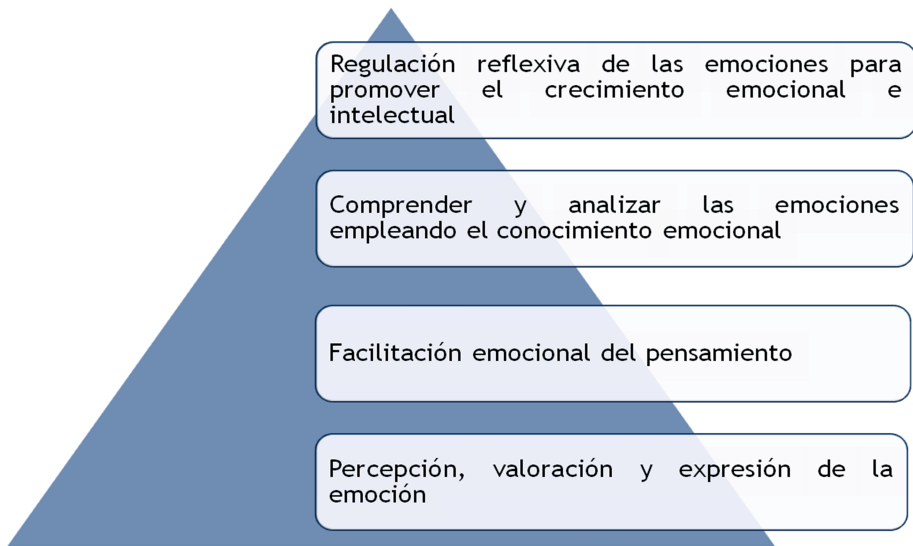 Regulación reflexiva de las emociones para
promover el crecimiento emocional e
intelectual
Comprender y analizar las emociones
empleando el conocimiento emocional
Facilitación emocional del pensamiento
Percepción, valoración y expresión de la
emoción